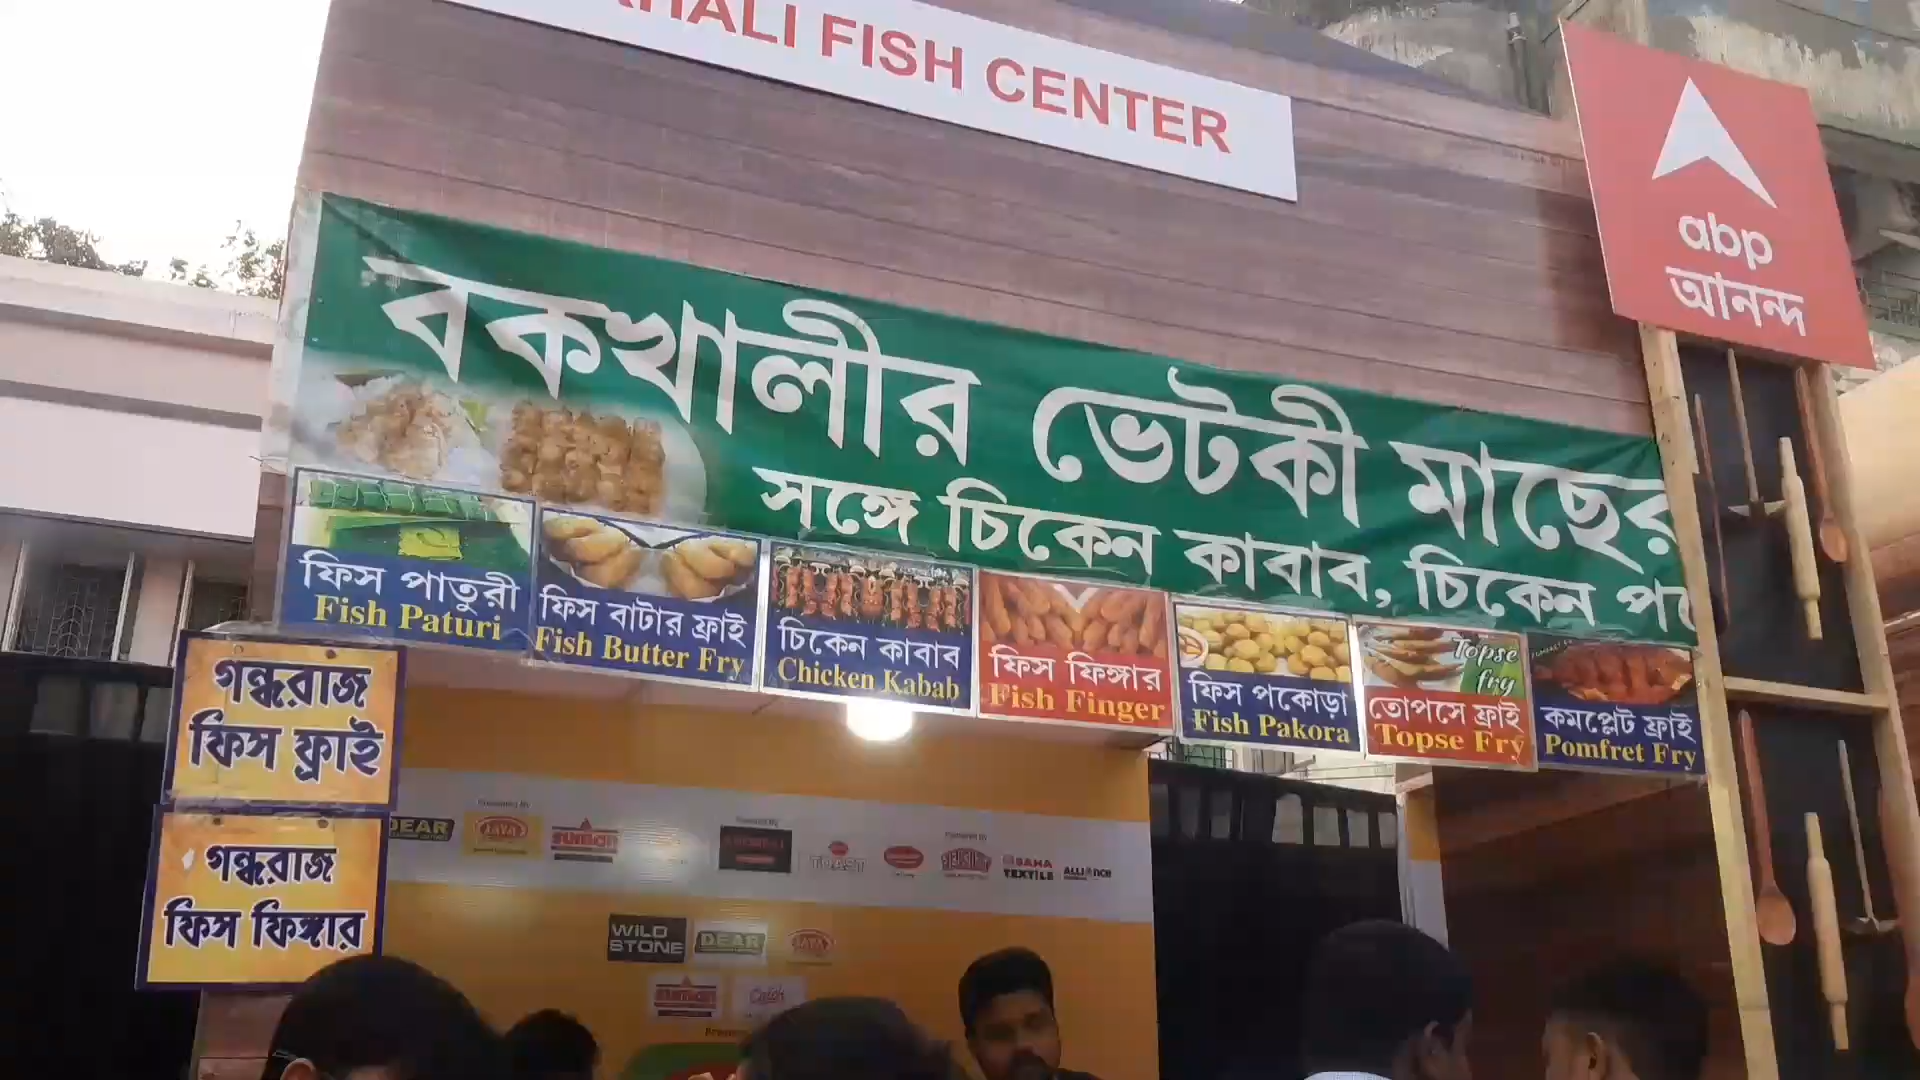 FISH CENTER
abp
আনন্দ
বকখালীর ভেটকী মাছের
সঙ্গে চিকেন কাবাব, চিকেন
ফিস পাতুরী
Fish Paturi
ফিস বাটার ফ্রাই
Fish Butter Fry
চিকেন কাবাব
Chicken Kabab
ফিস ফিঙ্গার
Fish Finger
ফিস পকোড়া
Fish Pakora
Topse
fry
তোপসে ফ্রাই
Topse Fry
কমপ্লেট ফ্রাই
Pomfret Fry
গন্ধরাজ
ফিস ফ্রাই
গন্ধরাজ
ফিস ফিঙ্গার
DEAR
SAHA
TEXTILE
ALLIANCE
WILD
STONE
DEAR